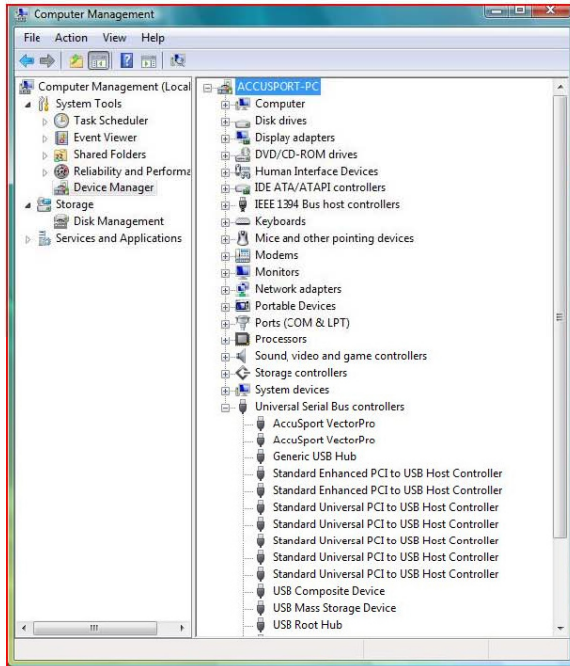 Computer Management
File Action View Help
Computer Management (Local
System Tools
Task Scheduler
Event Viewer
Shared Folders
Reliability and Performa
Device Manager
Storage
Disk Management
Services and Applications
ACCUSPORT-PC
Computer
Disk drives
Display adapters
DVD/CD-ROM drives
Human Interface Devices
IDE ATA/ATAPI controllers
IEEE 1394 Bus host controllers
Keyboards
Mice and other pointing devices
Modems
Monitors
Network adapters
Portable Devices
Ports (COM & LPT)
Processors
Sound, video and game controllers
Storage controllers
System devices
Universal Serial Bus controllers
AccuSport VectorPro
AccuSport VectorPro
Generic USB Hub
Standard Enhanced PCI to USB Host Controller
Standard Enhanced PCI to USB Host Controller
Standard Universal PCI to USB Host Controller
Standard Universal PCI to USB Host Controller
Standard Universal PCI to USB Host Controller
Standard Universal PCI to USB Host Controller
Standard Universal PCI to USB Host Controller
USB Composite Device
USB Mass Storage Device
USB Root Hub